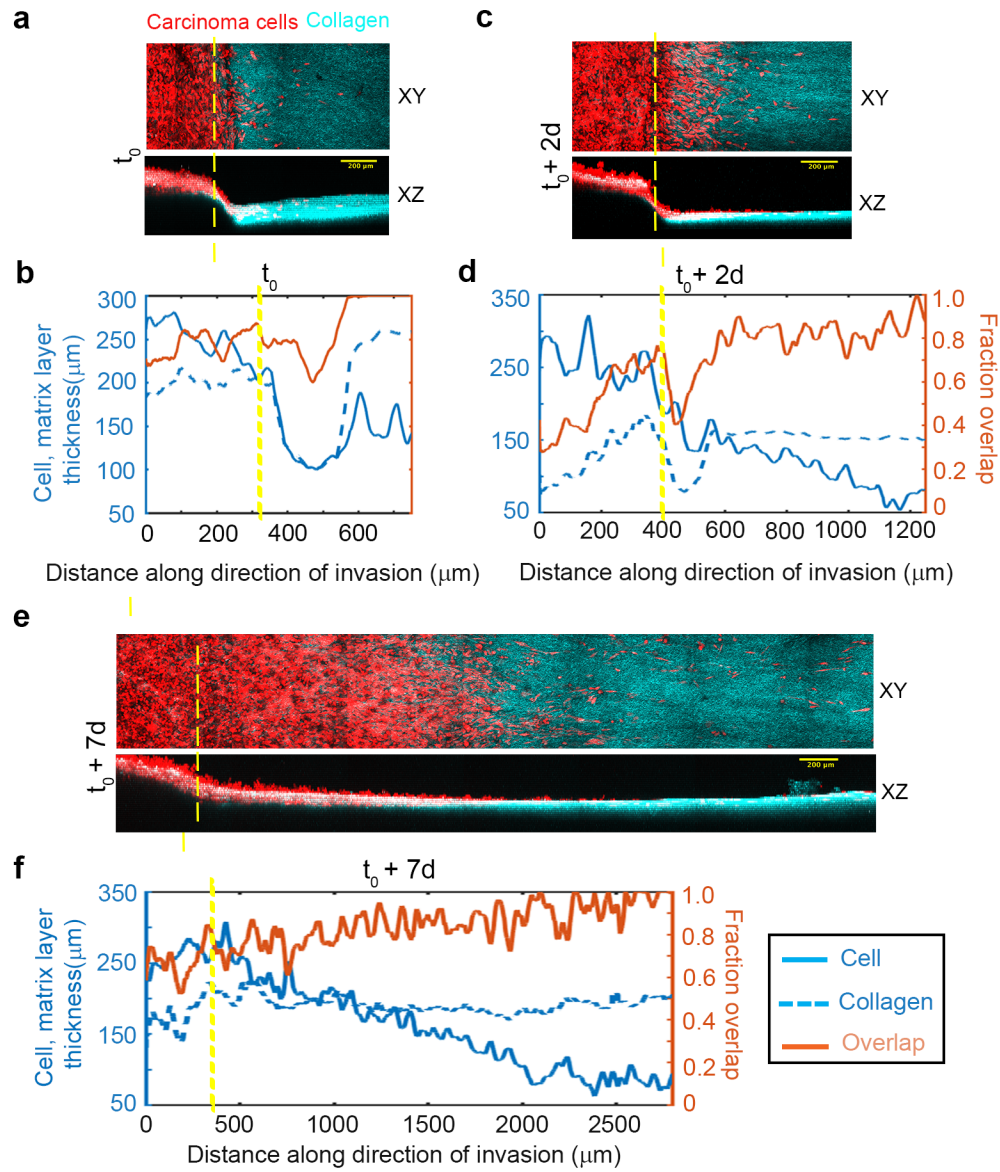 a
Carcinoma cells Collagen
XY
t0
200 µm
XZ
c
XY
t0 + 2d
200 µm
XZ
b
t0
Cell, matrix layer
thickness(µm)
300
250
200
150
100
50
0 200 400 600
Distance along direction of invasion (µm)
d
t0+ 2d
350
250
150
50
1.0
0.8
0.6
0.4
0.2
0
Fraction overlap
0 200 400 600 800 1000 1200
Distance along direction of invasion (µm)
e
XY
t0 + 7d
200 µm
XZ
f
t0 + 7d
Cell, matrix layer
thickness(µm)
350
250
150
50
1.0
0.8
0.6
0.4
0.2
0
Fraction overlap
0 500 1000 1500 2000 2500
Distance along direction of invasion (µm)
Cell
Collagen
Overlap